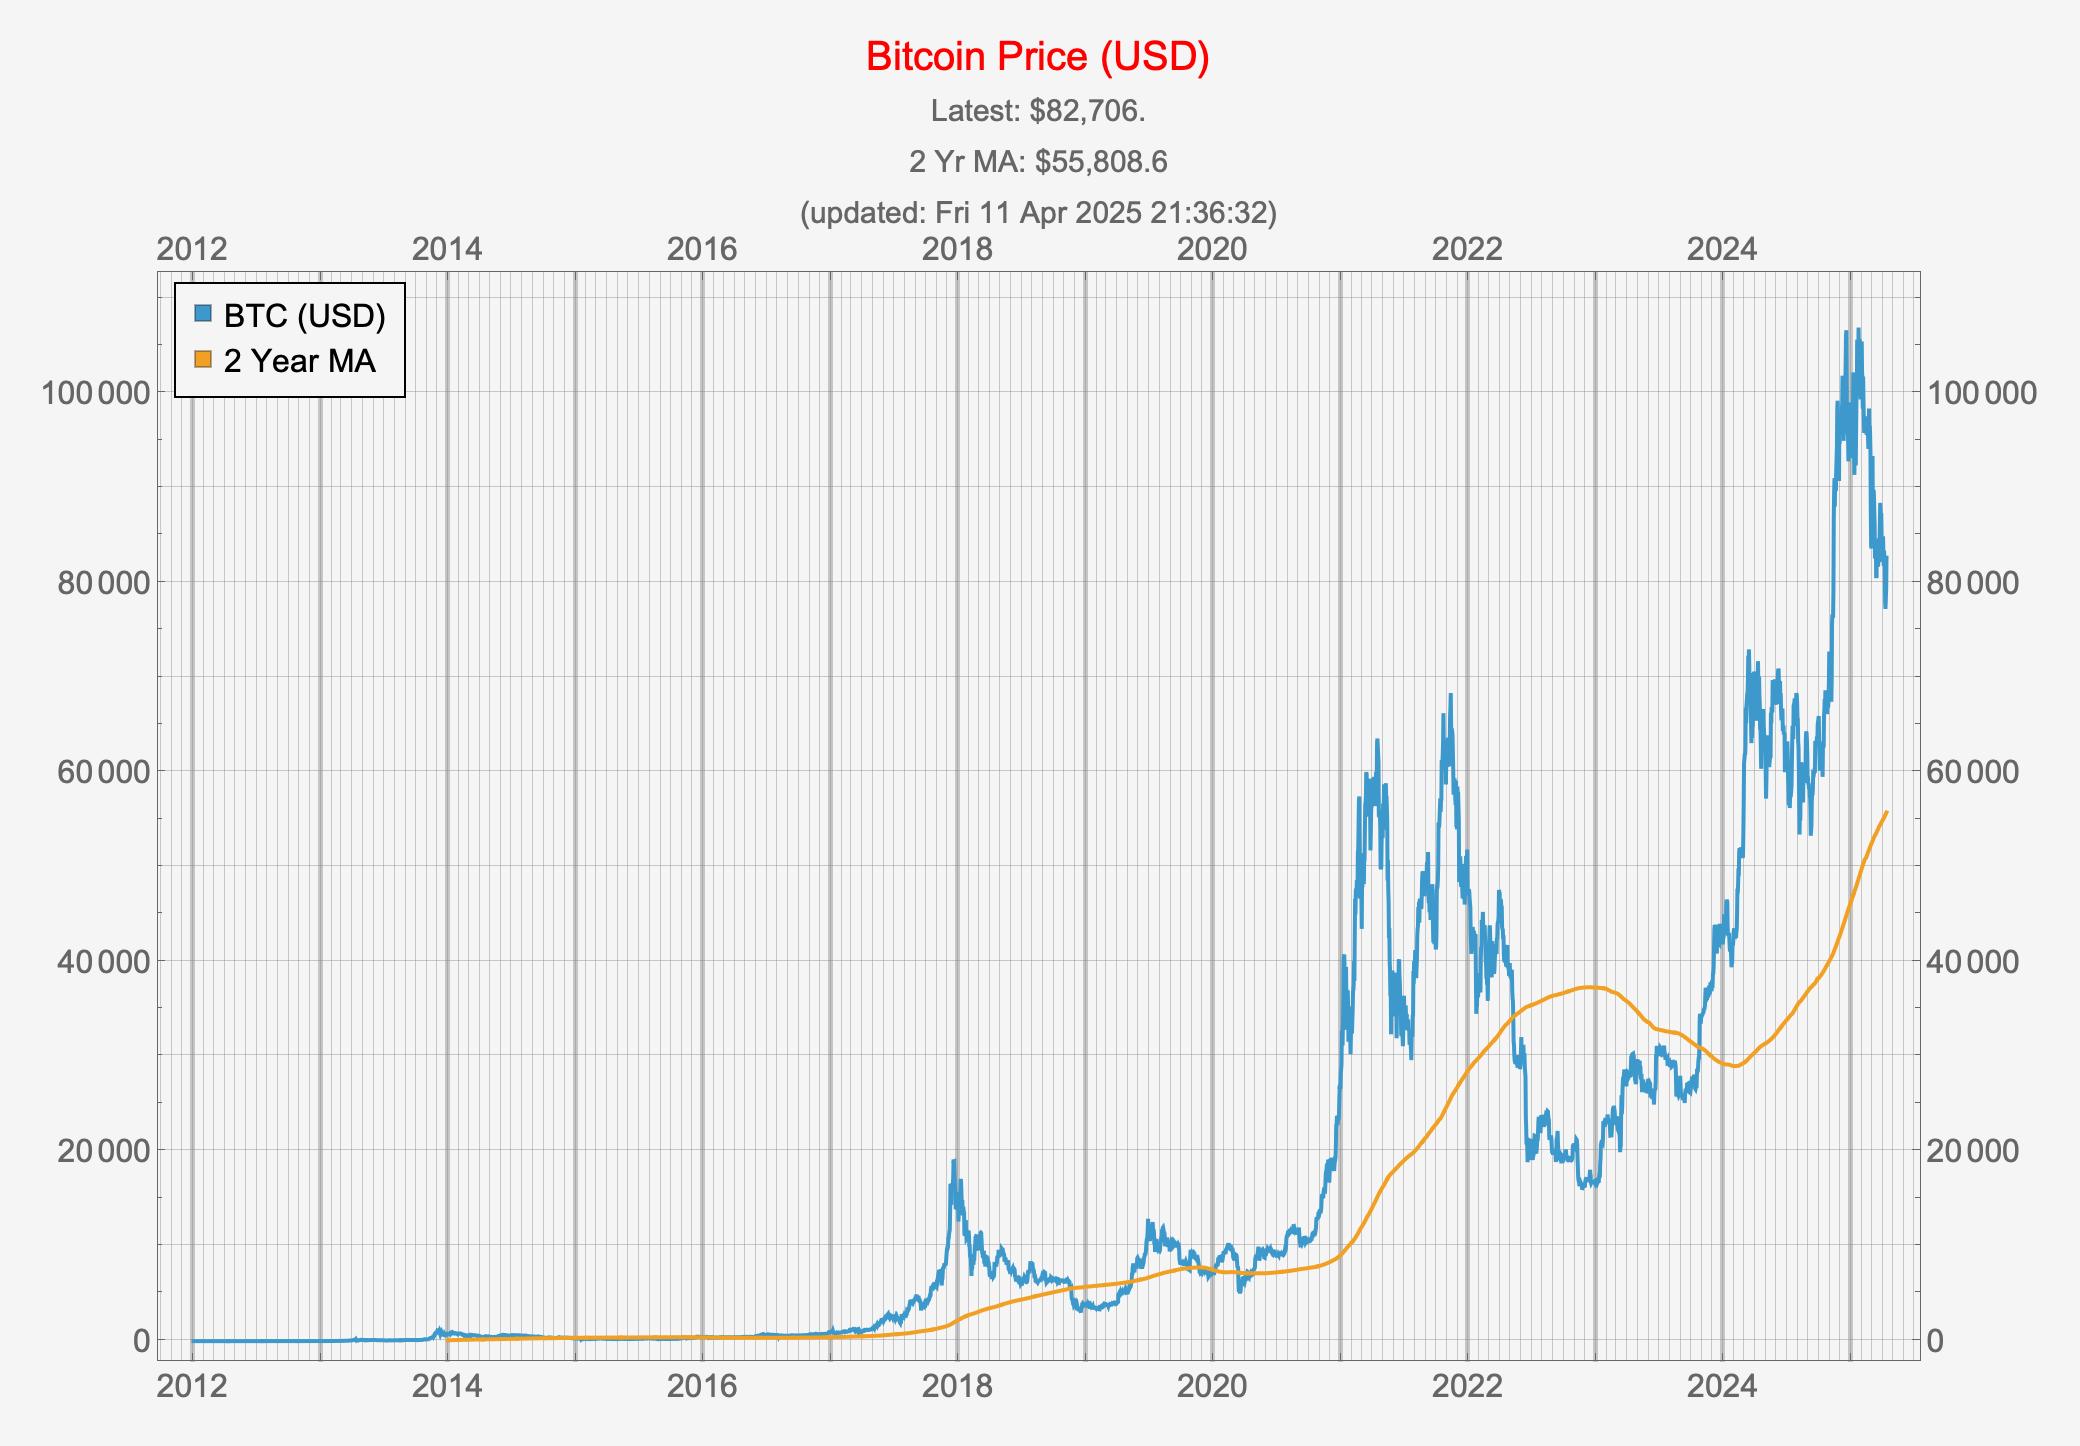 Bitcoin Price (USD)
Latest: $82,706.
2 Yr MA: $55,808.6
(updated: Fri 11 Apr 2025 21:36:32)
2012 2014 2016 2018 2020 2022 2024
BTC (USD)
2 Year MA
100 000 100 000
80 000 80 000
60 000 60 000
40 000 40 000
20 000 20 000
0 0
2012 2014 2016 2018 2020 2022 2024